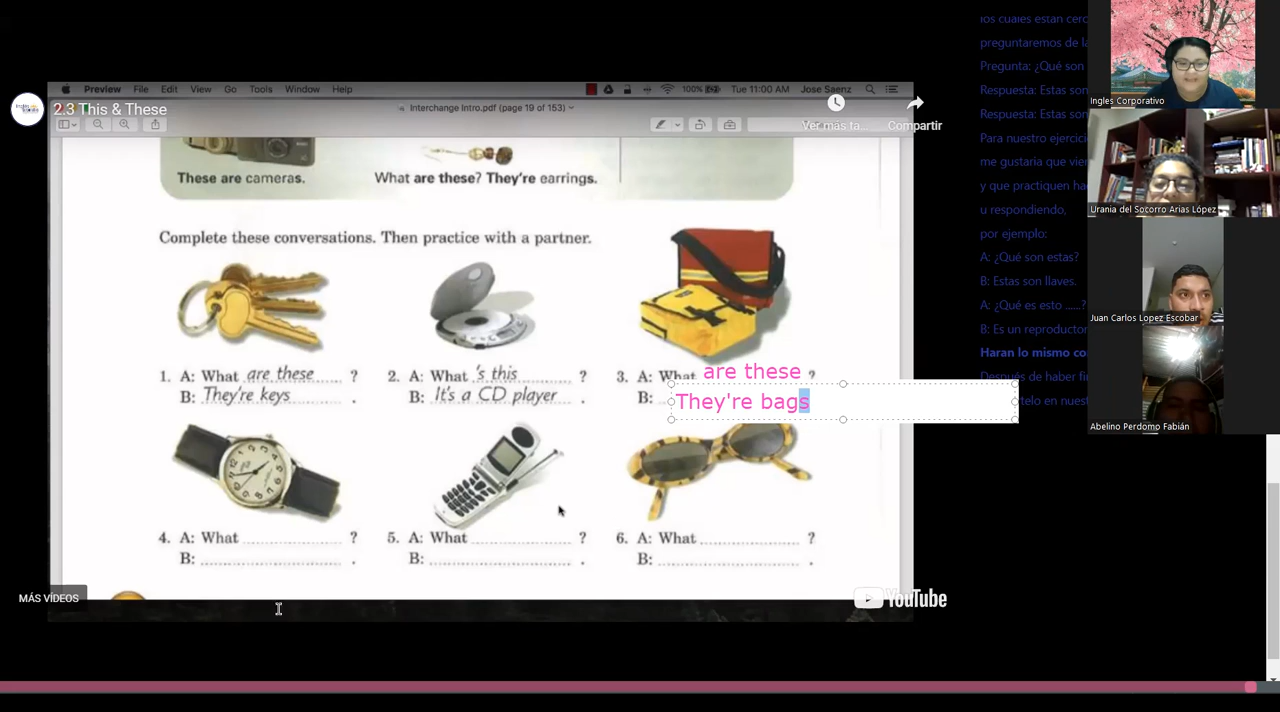 Preview File Edit View Go Tools Window Help 100% Tue 11:00 AM Jose Saenz
2.3 This & These
Interchange Intro.pdf (page 19 of 153)
Ver más ta...
Compartir
These are cameras.
What are these? They're earrings.
Complete these conversations. Then practice with a partner.
1. A: What are these ?
B: They're keys .
2. A: What 's this ?
B: It's a CD player .
3. A: What are these ?
B: They're bags
4. A: What ?
B: .
5. A: What ?
B: .
6. A: What ?
B: .
MÁS VÍDEOS
YouTube
los cuales están cerc
preguntaremos de la
Pregunta: ¿Qué son
Respuesta: Estas son
Respuesta: Estas son
Para nuestro ejercici
me gustaria que vier
y que practiquen ha
u respondiendo,
por ejemplo:
A: ¿Qué son estas?
B: Estas son llaves.
A: ¿Qué es esto ......?
B: Es un reproductor
Haran lo mismo co
Después de haber fi
telo en nuest
Ingles Corporativo
Urania del Socorro Arias López
Juan Carlos Lopez Escobar
Abelino Perdomo Fabián